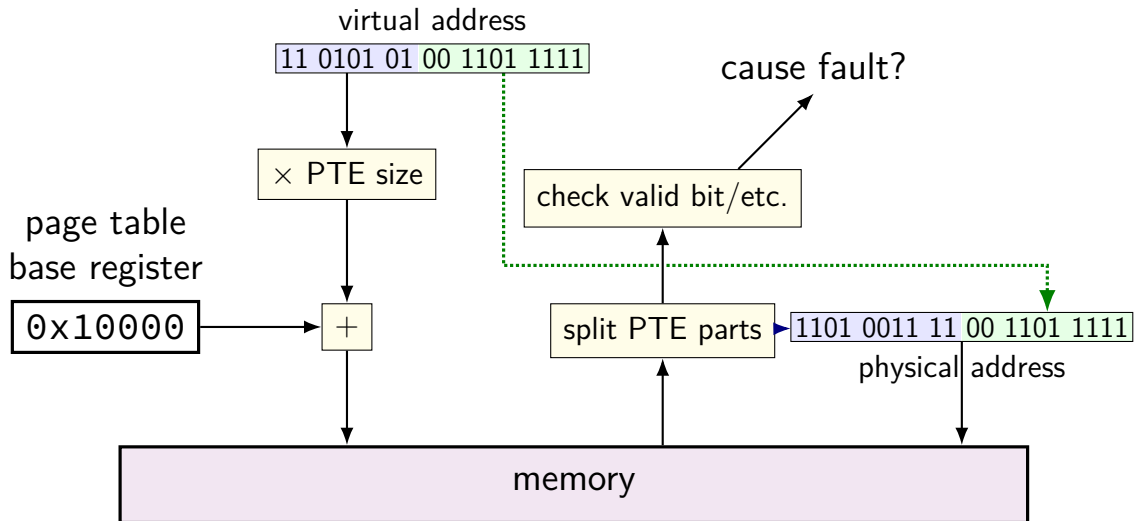 virtual address
11 0101 01 00 1101 1111
cause fault?
× PTE size
check valid bit/etc.
page table
base register
0x10000
+
split PTE parts
1101 0011 11 00 1101 1111
physical address
memory